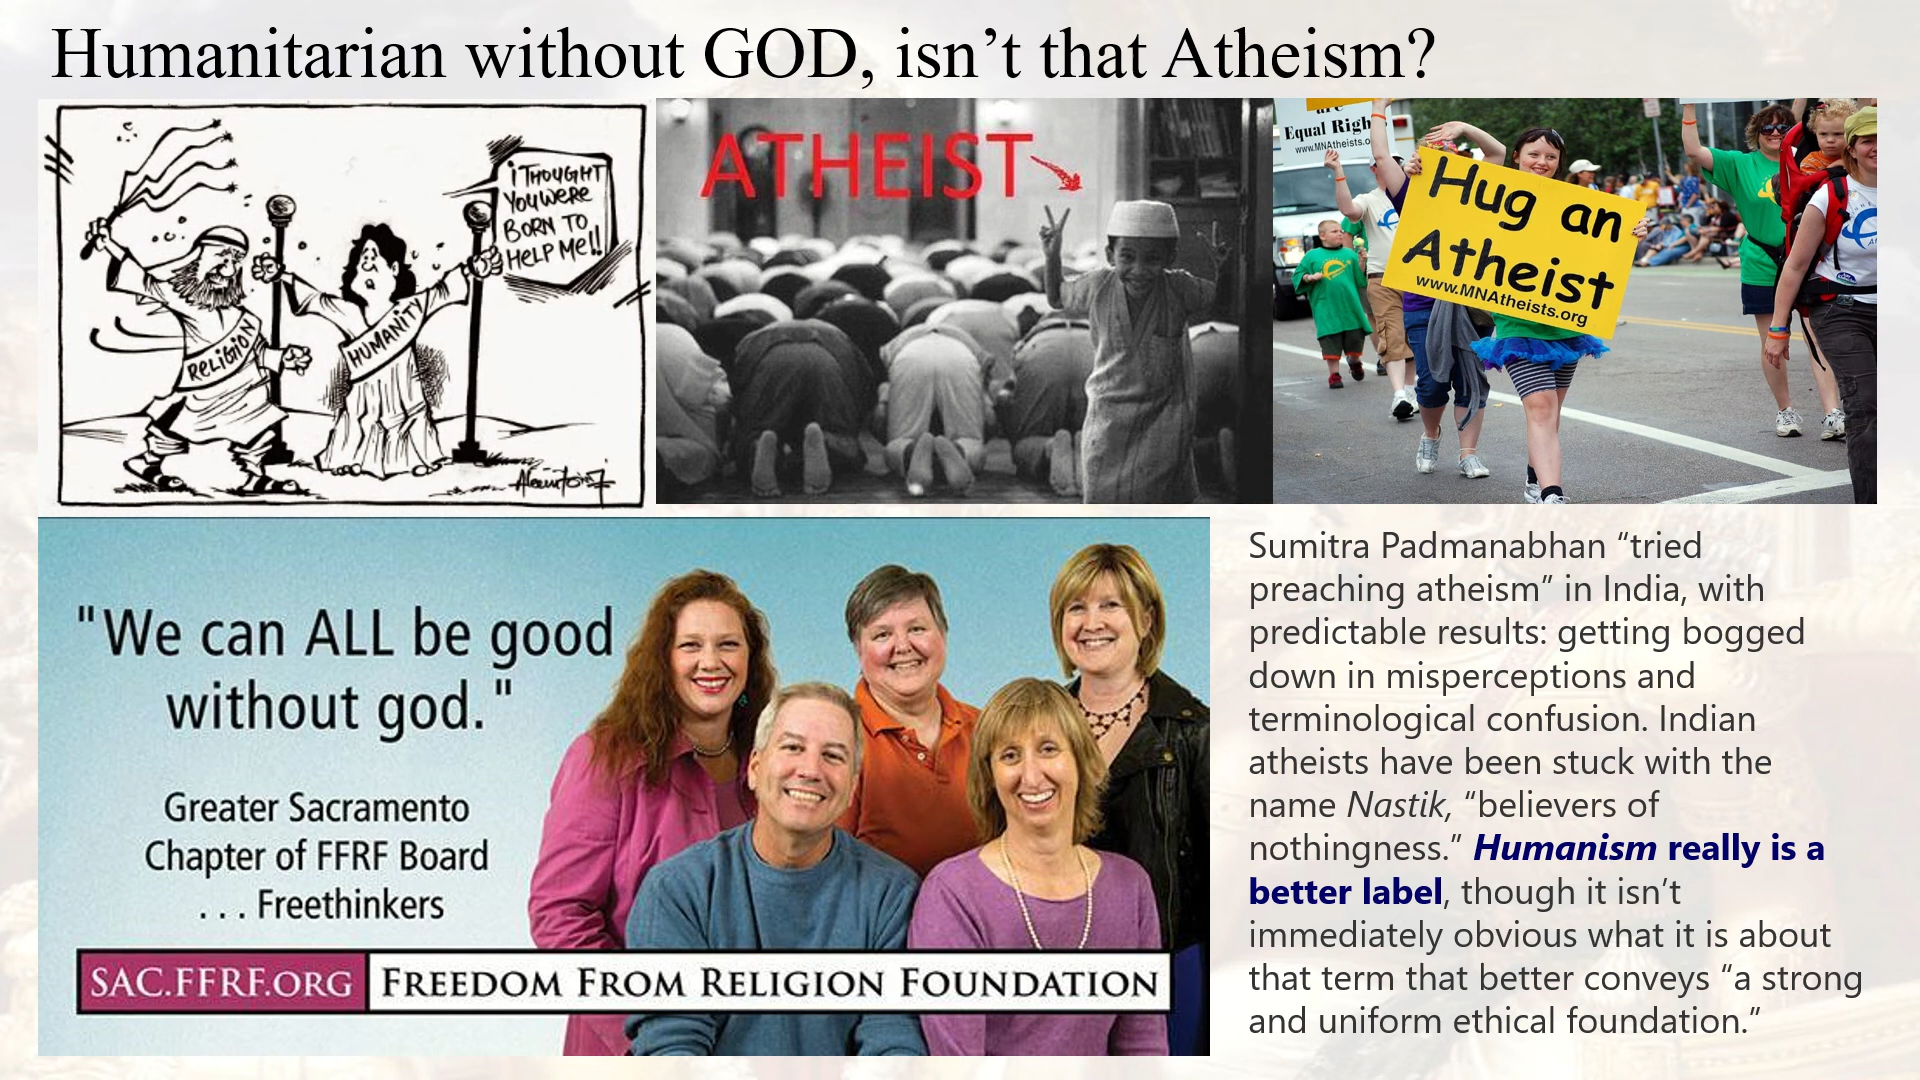 Humanitarian without GOD, isn’t that Atheism?
i THOUGHT
YOU WERE
BORN TO
HELP ME!!
RELIGION
HUMANITY
ATHEIST
are
Equal Righ
www.MNAtheists.o
Hug an
Atheist
www.MNAtheists.org
"We can ALL be good
without god."
Greater Sacramento
Chapter of FFRF Board
. . . Freethinkers
SAC.FFRF.ORG FREEDOM FROM RELIGION FOUNDATION
Sumitra Padmanabhan “tried
preaching atheism” in India, with
predictable results: getting bogged
down in misperceptions and
terminological confusion. Indian
atheists have been stuck with the
name Nastik, “believers of
nothingness.” Humanism really is a
better label, though it isn’t
immediately obvious what it is about
that term that better conveys “a strong
and uniform ethical foundation.”